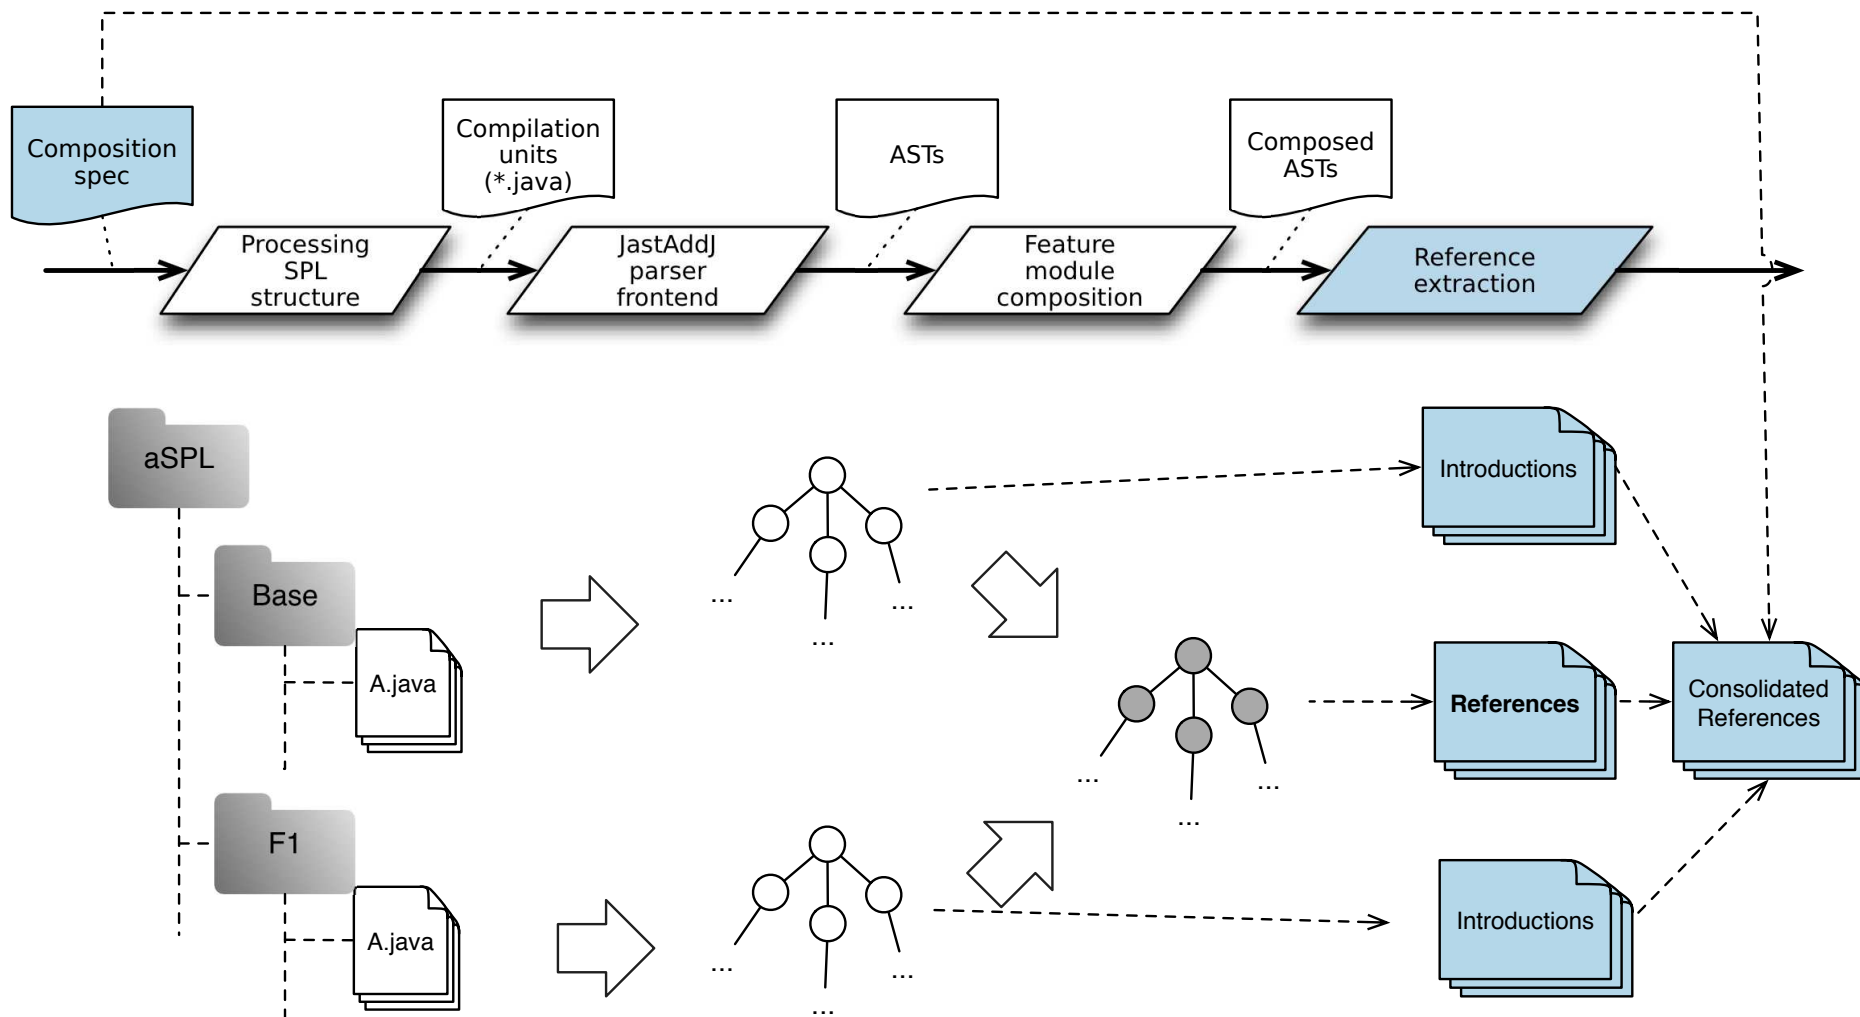 Composition
spec
Compilation
units
(*.java)
ASTs
Composed
ASTs
Processing
SPL
structure
JastAddJ
parser
frontend
Feature
module
composition
Reference
extraction
aSPL
Base
A.java
F1
A.java
...
...
...
...
...
...
...
...
...
Introductions
References
Consolidated
References
Introductions